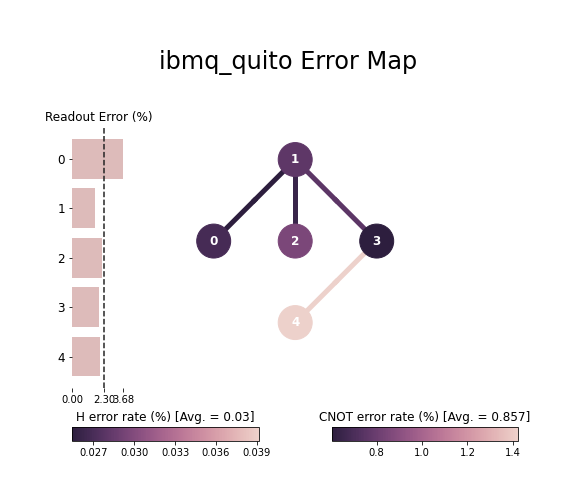 ibmq_quito Error Map
Readout Error (%)
0
1
2
3
4
1
0 2 3
4
0.00 2.30 3.68
H error rate (%) [Avg. = 0.03]
0.027 0.030 0.033 0.036 0.039
CNOT error rate (%) [Avg. = 0.857]
0.8 1.0 1.2 1.4